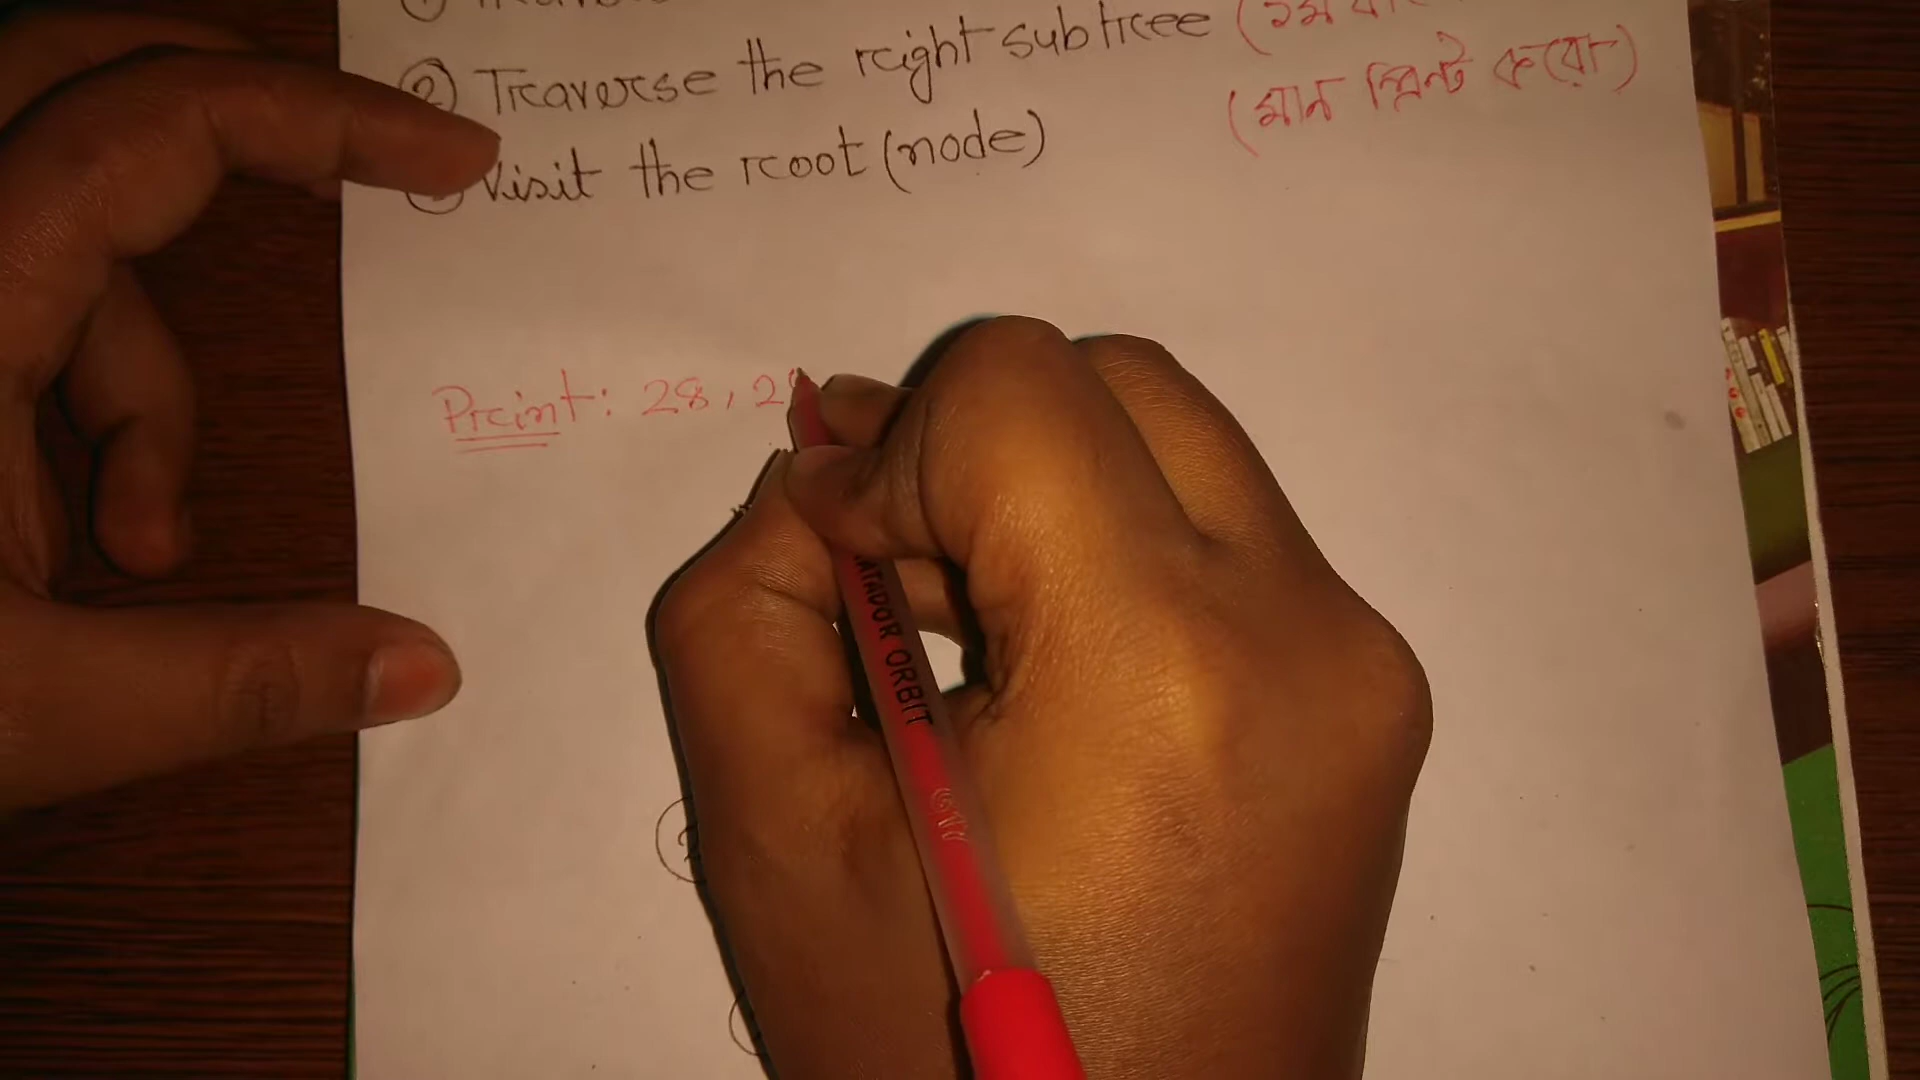 ② Traverse the right subtree
(মান প্রিন্ট করো)
Visit the root (node)
Print: 28, 2
MATADOR ORBIT